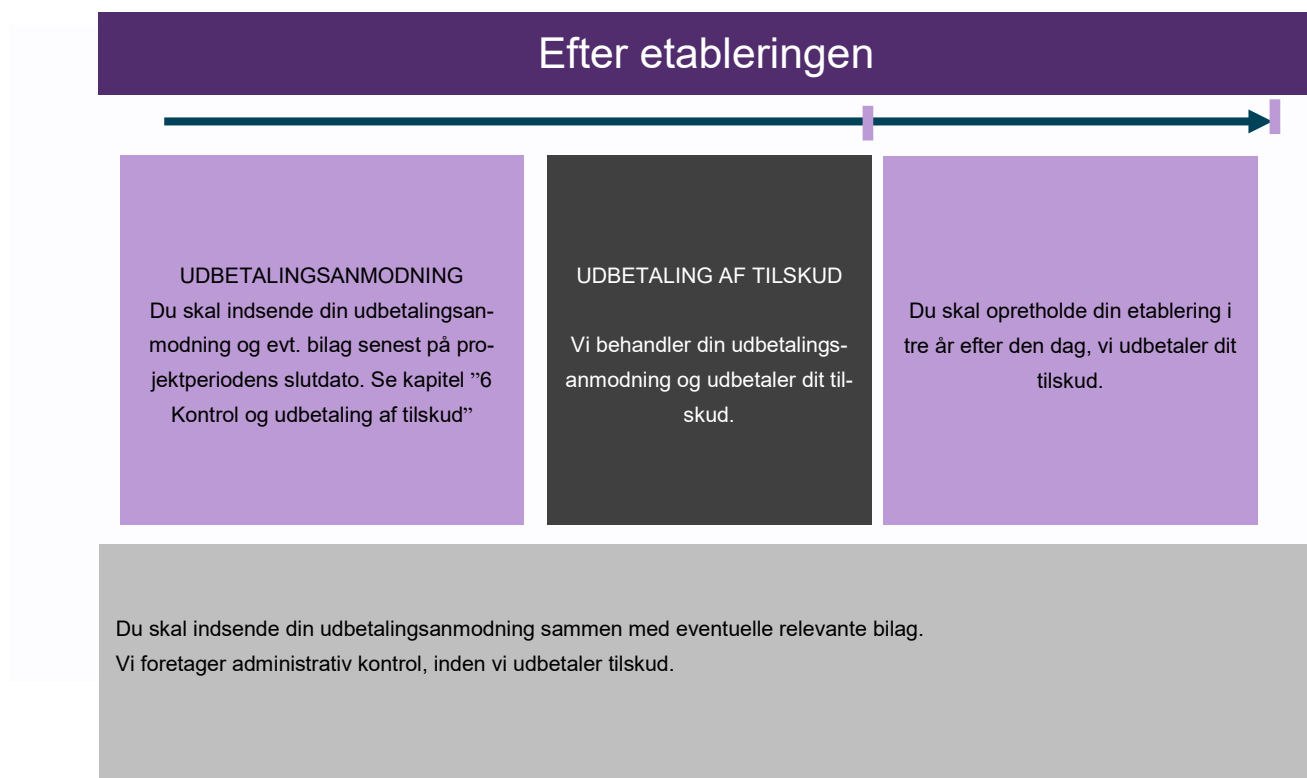 Efter etableringen
UDBETALINGSANMODNING
Du skal indsende din udbetalingsan-
modning og evt. bilag senest på pro-
jektperiodens slutdato. Se kapitel ”6
Kontrol og udbetaling af tilskud”
UDBETALING AF TILSKUD
Vi behandler din udbetalings-
anmodning og udbetaler dit til-
skud.
Du skal opretholde din etablering i
tre år efter den dag, vi udbetaler dit
tilskud.
Du skal indsende din udbetalingsanmodning sammen med eventuelle relevante bilag.
Vi foretager administrativ kontrol, inden vi udbetaler tilskud.